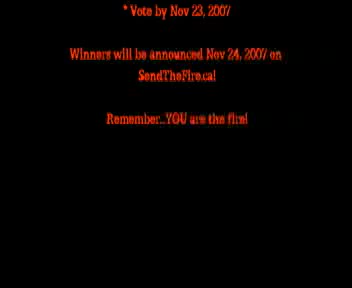 * Vote by Nov 23, 2007
Winners will be announced Nov 24, 2007 on
SendTheFire.ca!
Remember...YOU are the fire!